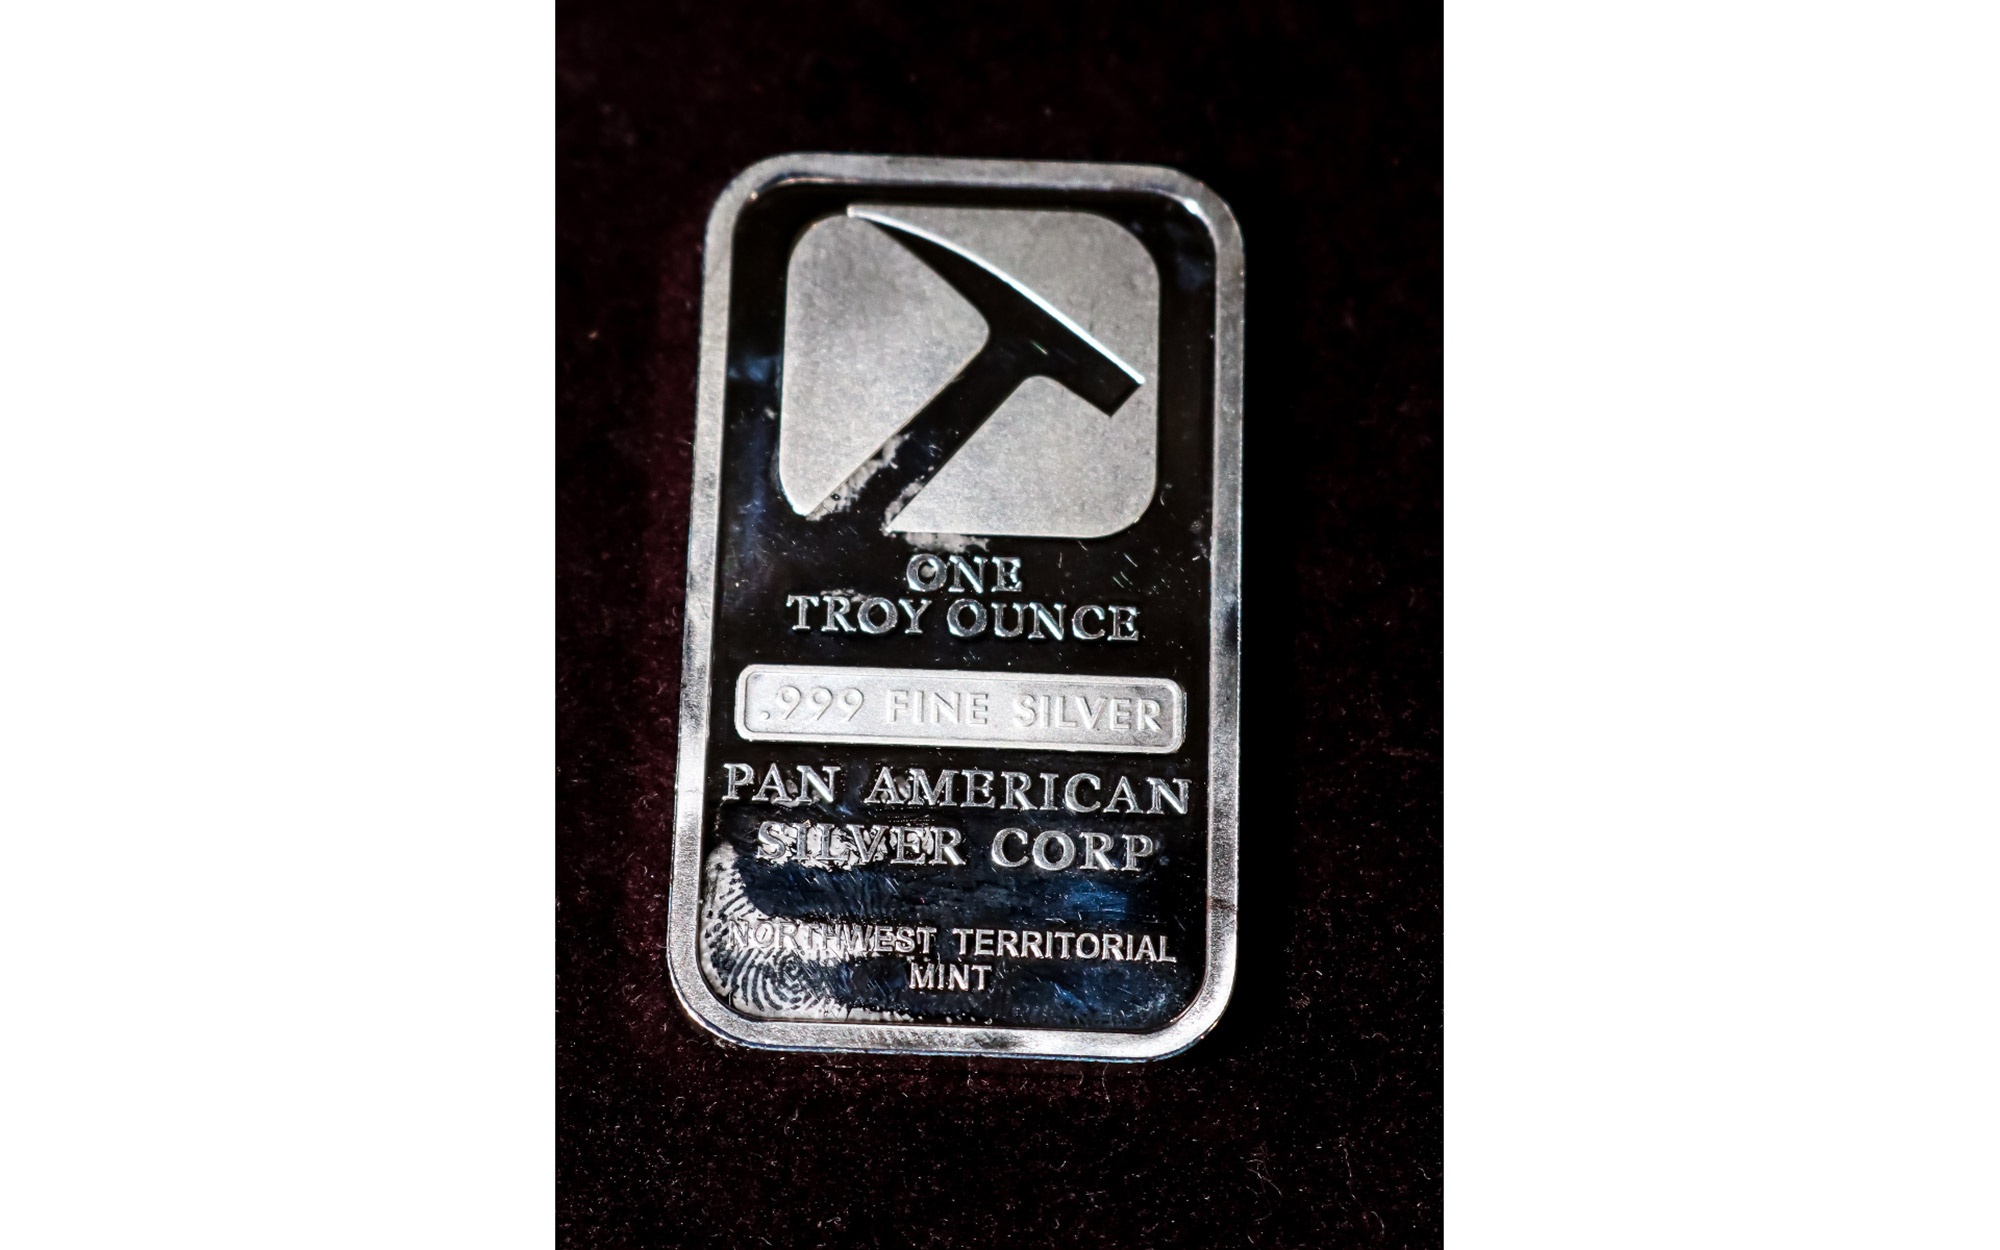 ONE
TROY OUNCE
.999 FINE SILVER
PAN AMERICAN
SILVER CORP
NORTHWEST TERRITORIAL
MINT